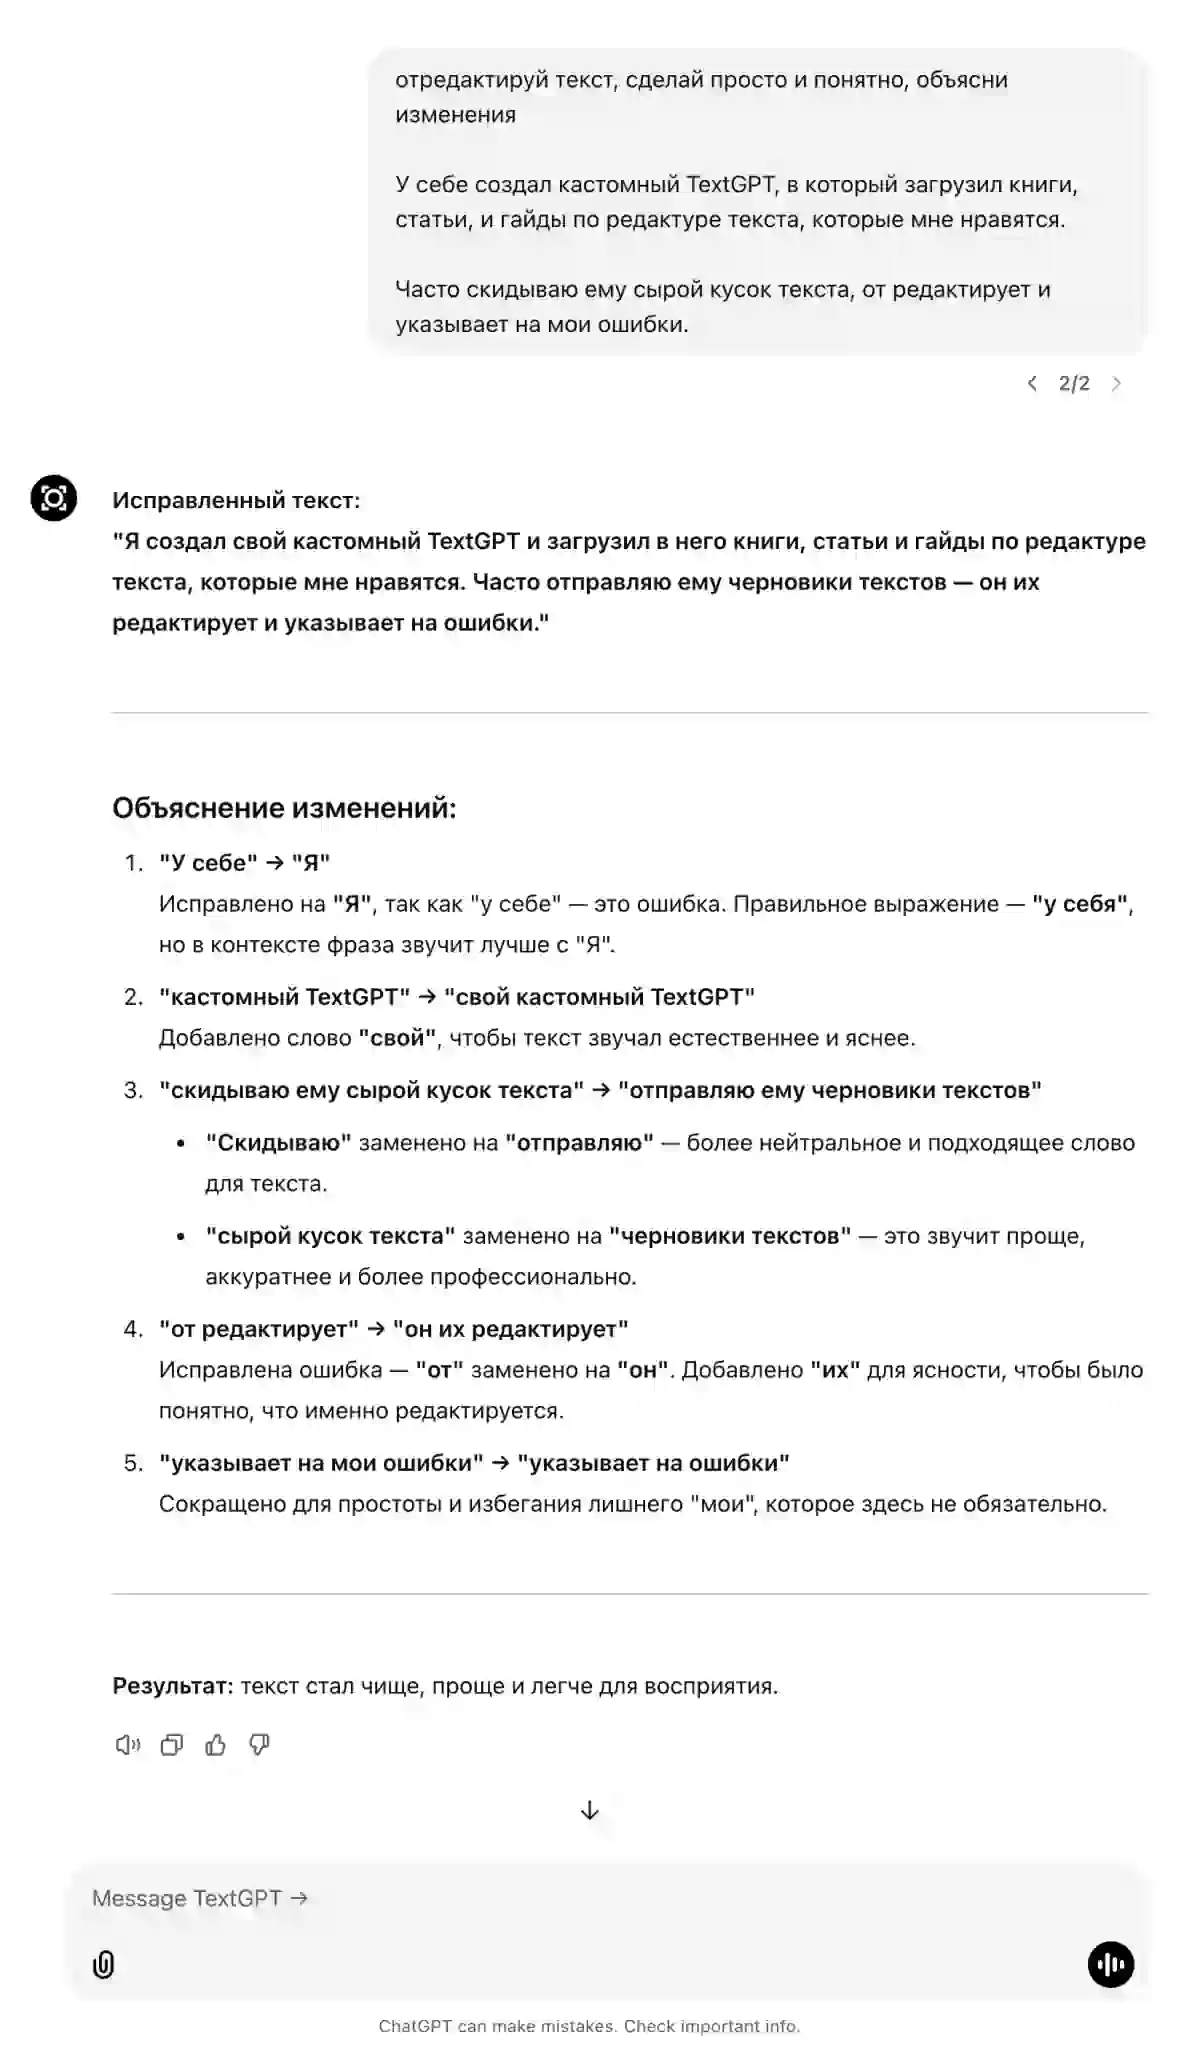 отредактируй текст, сделай просто и понятно, объясни
изменения
У себе создал кастомный TextGPT, в который загрузил книги,
статьи, и гайды по редактуре текста, которые мне нравятся.
Часто скидываю ему сырой кусок текста, от редактирует и
указывает на мои ошибки.
2/2
Исправленный текст:
"Я создал свой кастомный TextGPT и загрузил в него книги, статьи и гайды по редактуре
текста, которые мне нравятся. Часто отправляю ему черновики текстов — он их
редактирует и указывает на ошибки."
Объяснение изменений:
1. "У себе" → "Я"
Исправлено на "Я", так как "у себе" — это ошибка. Правильное выражение — "у себя",
но в контексте фраза звучит лучше с "Я".
2. "кастомный TextGPT" → "свой кастомный TextGPT"
Добавлено слово "свой", чтобы текст звучал естественнее и яснее.
3. "скидываю ему сырой кусок текста" → "отправляю ему черновики текстов"
• "Скидываю" заменено на "отправляю" — более нейтральное и подходящее слово
для текста.
• "сырой кусок текста" заменено на "черновики текстов" — это звучит проще,
аккуратнее и более профессионально.
4. "от редактирует" → "он их редактирует"
Исправлена ошибка — "от" заменено на "он". Добавлено "их" для ясности, чтобы было
понятно, что именно редактируется.
5. "указывает на мои ошибки" → "указывает на ошибки"
Сокращено для простоты и избегания лишнего "мои", которое здесь не обязательно.
Результат: текст стал чище, проще и легче для восприятия.
Message TextGPT →
ChatGPT can make mistakes. Check important info.